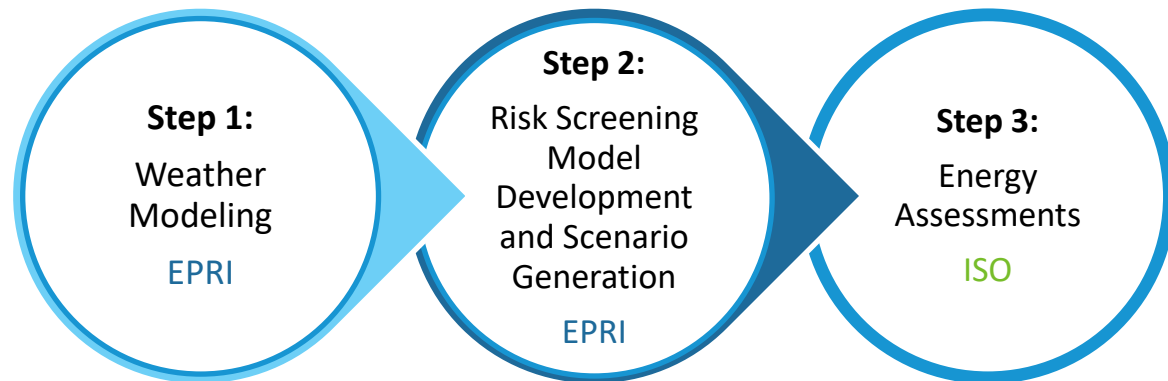 Step 1:
Weather
Modeling
EPRI
Step 2:
Risk Screening
Model
Development
and Scenario
Generation
EPRI
Step 3:
Energy
Assessments
ISO